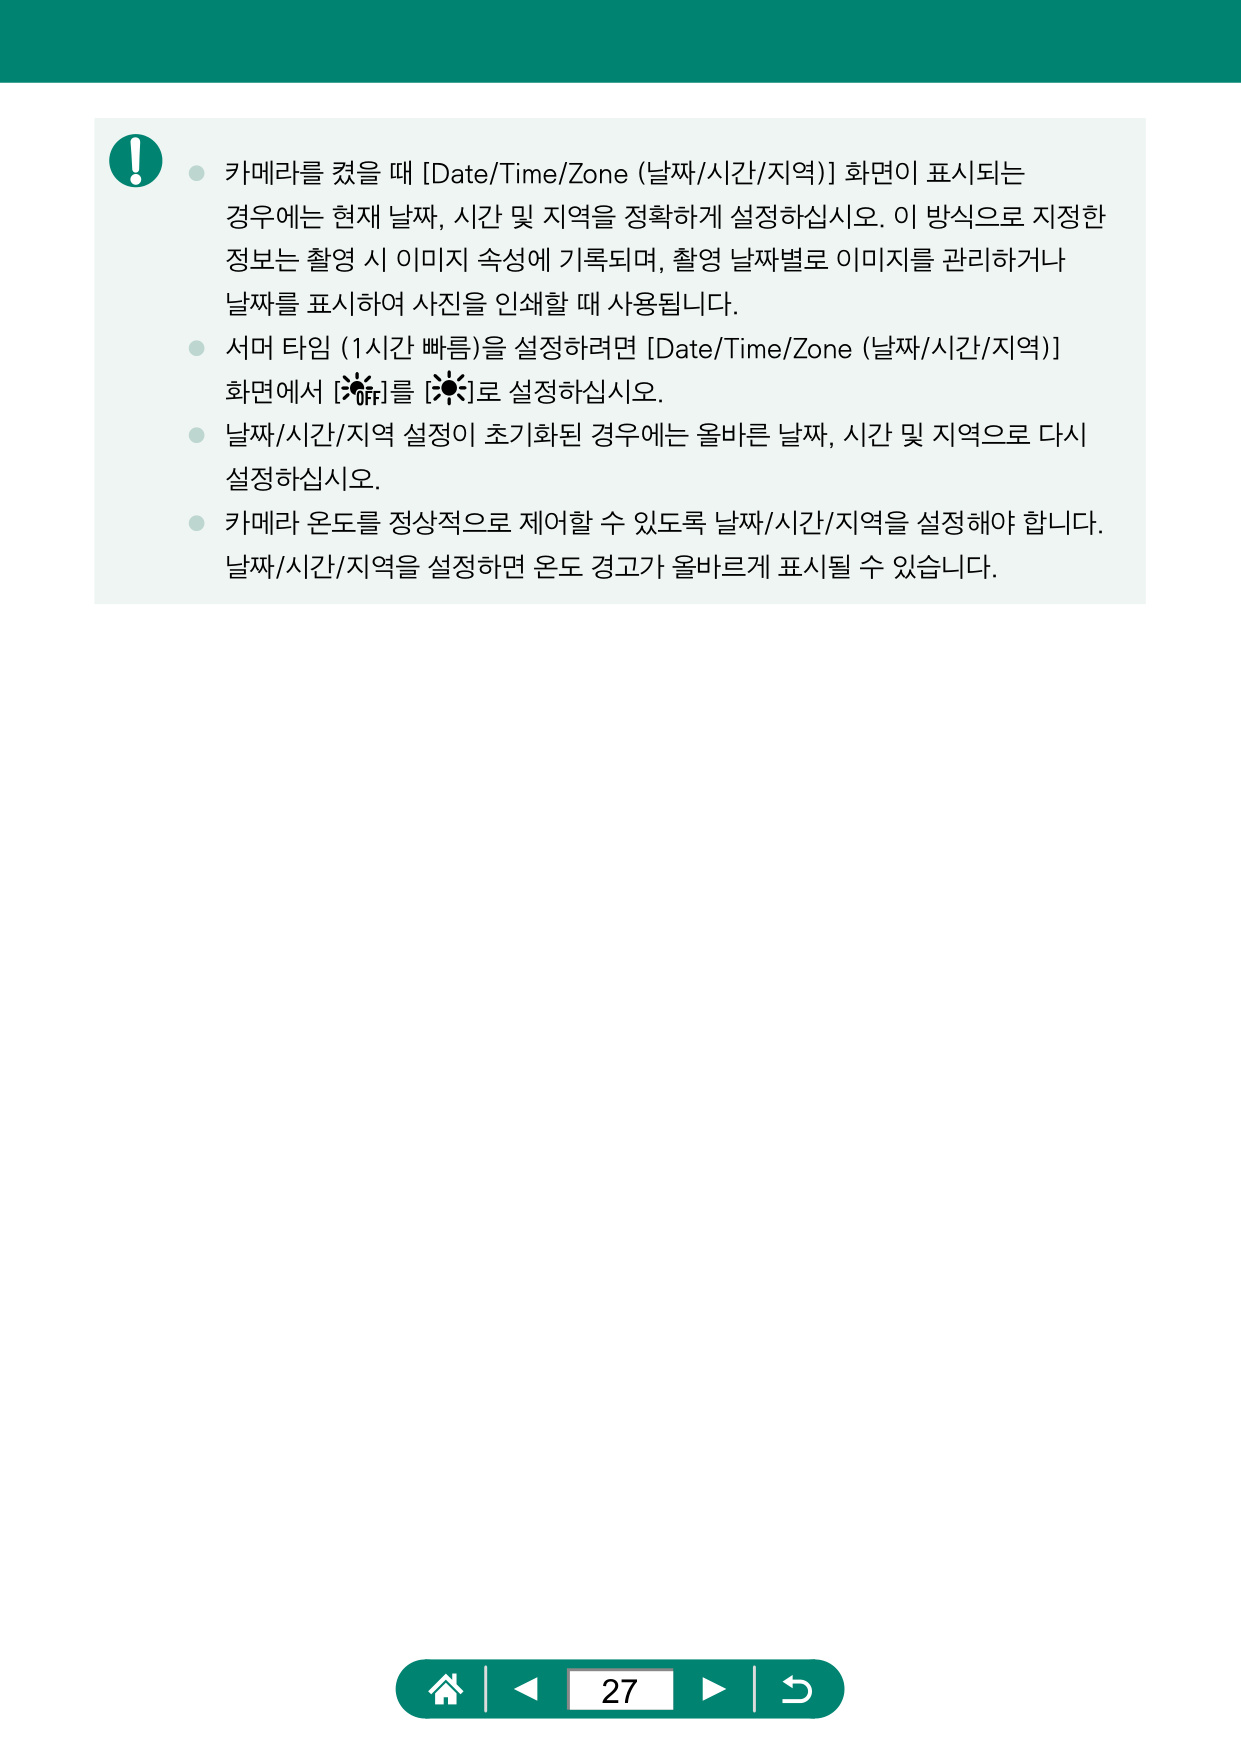 카메라를 켰을 때 [Date/Time/Zone (날짜/시간/지역)] 화면이 표시되는
경우에는 현재 날짜, 시간 및 지역을 정확하게 설정하십시오. 이 방식으로 지정한
정보는 촬영 시 이미지 속성에 기록되며, 촬영 날짜별로 이미지를 관리하거나
날짜를 표시하여 사진을 인쇄할 때 사용됩니다.
서머 타임 (1시간 빠름)을 설정하려면 [Date/Time/Zone (날짜/시간/지역)]
화면에서 [OFF]를 []로 설정하십시오.
날짜/시간/지역 설정이 초기화된 경우에는 올바른 날짜, 시간 및 지역으로 다시
설정하십시오.
카메라 온도를 정상적으로 제어할 수 있도록 날짜/시간/지역을 설정해야 합니다.
날짜/시간/지역을 설정하면 온도 경고가 올바르게 표시될 수 있습니다.
27